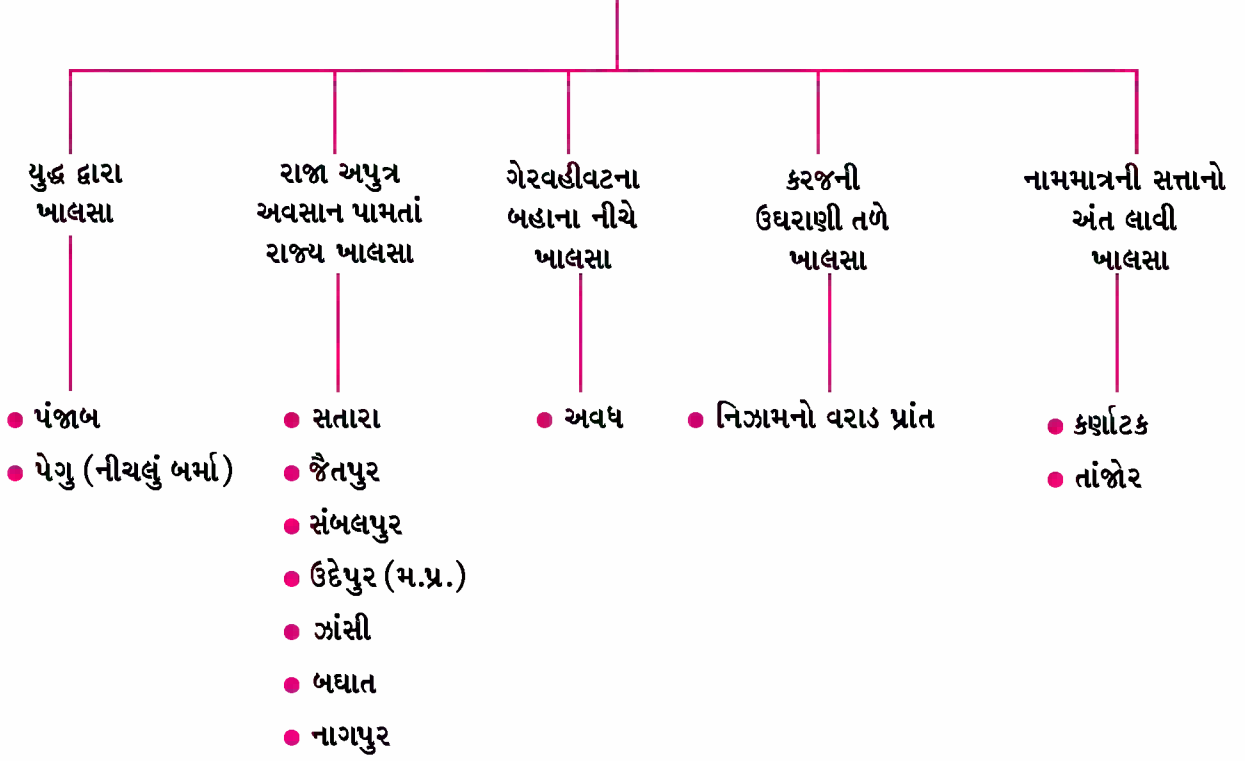 યુદ્ધ દ્વારા
ખાલસા
રાજા અપુત્ર
અવસાન પામતાં
રાજ્ય ખાલસા
ગેરવહીવટના
બહાના નીચે
ખાલસા
કરજની
ઉઘરાણી તળે
ખાલસા
નામમાત્રની સત્તાનો
અંત લાવી
ખાલસા
• પંજાબ
• પેગુ (નીચલું બર્મા)
• સતારા
• જૈતપુર
• સંબલપુર
• ઉદેપુર (મ.પ્ર.)
• ઝાંસી
• બઘાત
• નાગપુર
• અવધ
• નિઝામનો વરાડ પ્રાંત
• કર્ણાટક
• તાંજોર